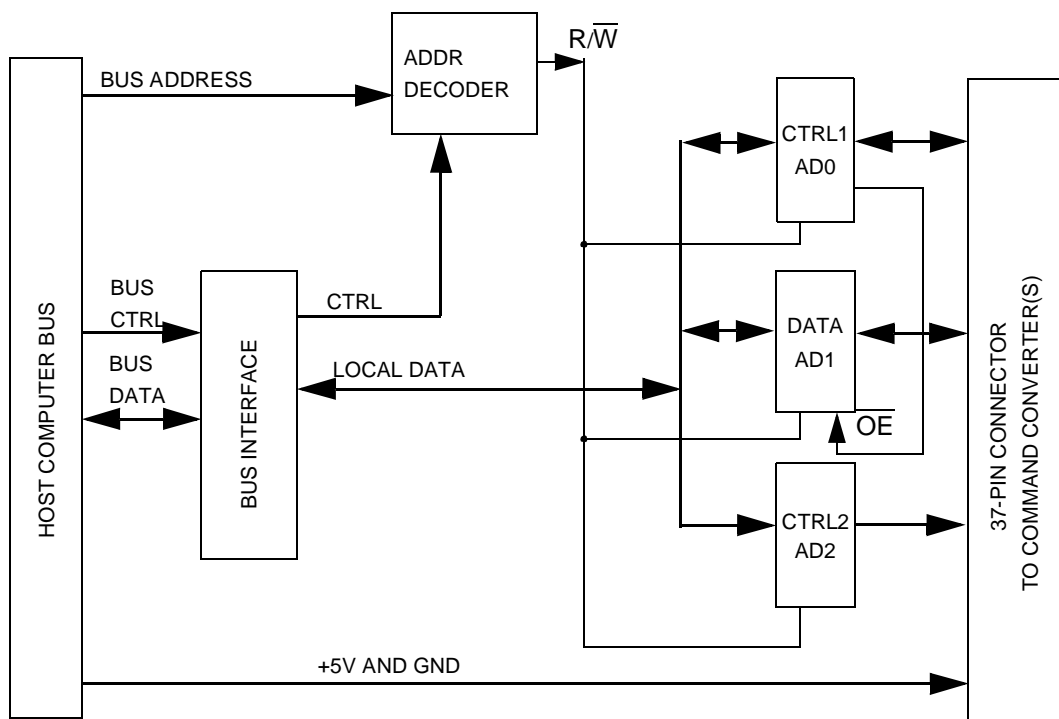 HOST COMPUTER BUS
BUS ADDRESS
ADDR
DECODER
R/W̅
BUS
CTRL
BUS
DATA
BUS INTERFACE
CTRL
LOCAL DATA
CTRL1
AD0
DATA
AD1
O̅E̅
CTRL2
AD2
+5V AND GND
37-PIN CONNECTOR
TO COMMAND CONVERTER(S)